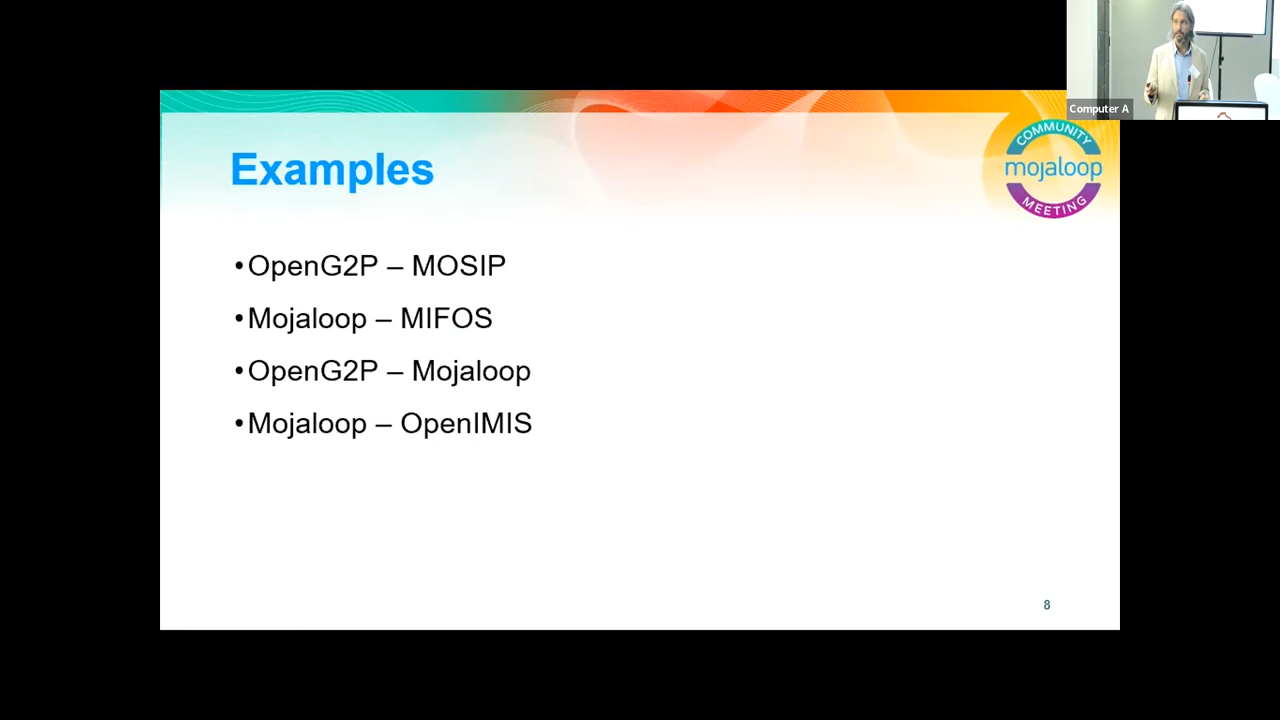 Computer A
COMMUNITY
mojaloop
MEETING
Examples
•OpenG2P – MOSIP
•Mojaloop – MIFOS
•OpenG2P – Mojaloop
•Mojaloop – OpenIMIS
8